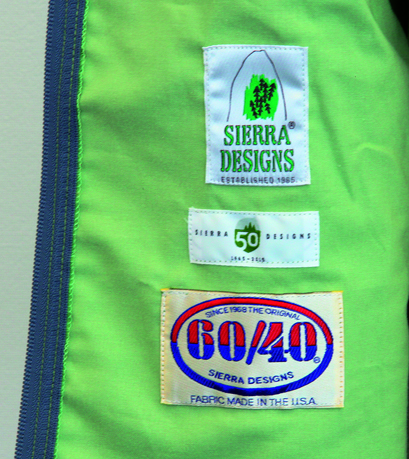 SIERRA®
DESIGNS
ESTABLISHED 1965
SIERRA 50 DESIGNS
1965-2015
SINCE 1968 THE ORIGINAL
60/40®
SIERRA DESIGNS
FABRIC MADE IN THE U.S.A.